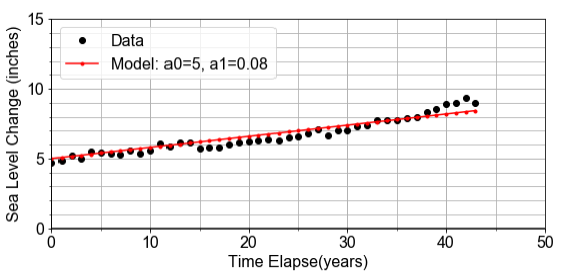 15
Data
Model: a0=5, a1=0.08
10
5
0
Sea Level Change (inches)
0 10 20 30 40 50
Time Elapse(years)